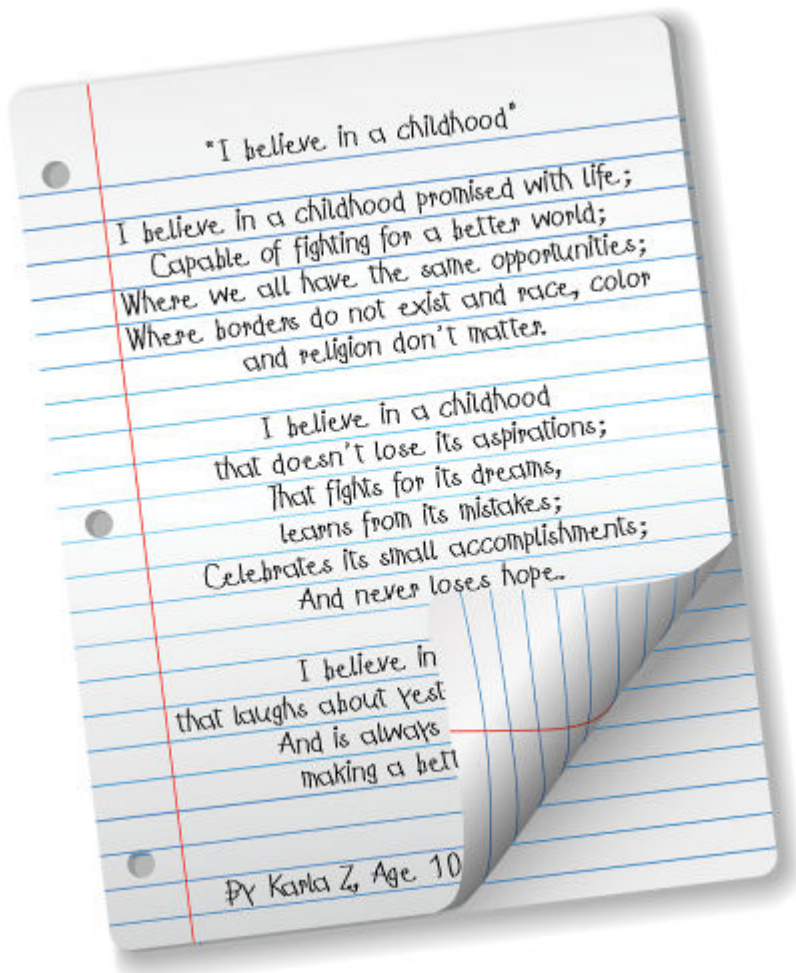 "I believe in a childhood"
I believe in a childhood promised with life;
Capable of fighting for a better world;
Where we all have the same opportunities;
Where borders do not exist and race, color
and religion don't matter.
I believe in a childhood
that doesn't lose its aspirations;
That fights for its dreams,
learns from its mistakes;
Celebrates its small accomplishments;
And never loses hope..
I believe in
that laughs about yest
And is always
making a bett
By Karla Z, Age 10